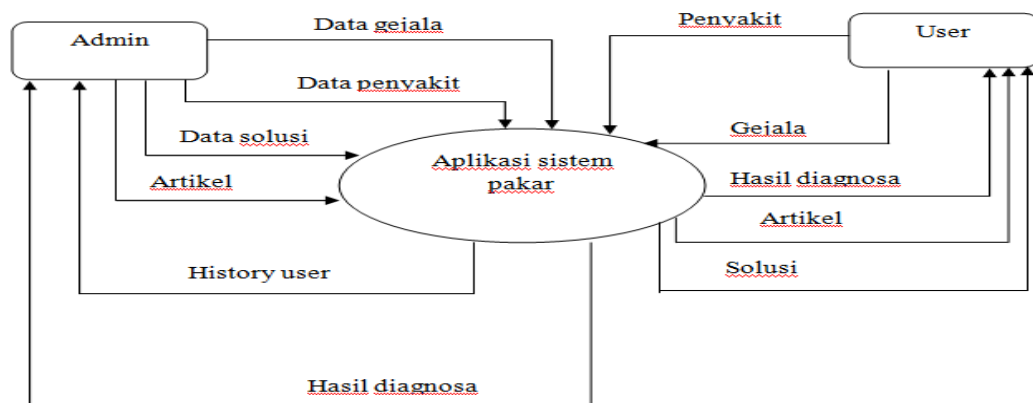 Admin
Data gejala
Penyakit
User
Data penyakit
Data solusi
Gejala
Aplikasi sistem
pakar
Artikel
Hasil diagnosa
Artikel
History user
Solusi
Hasil diagnosa